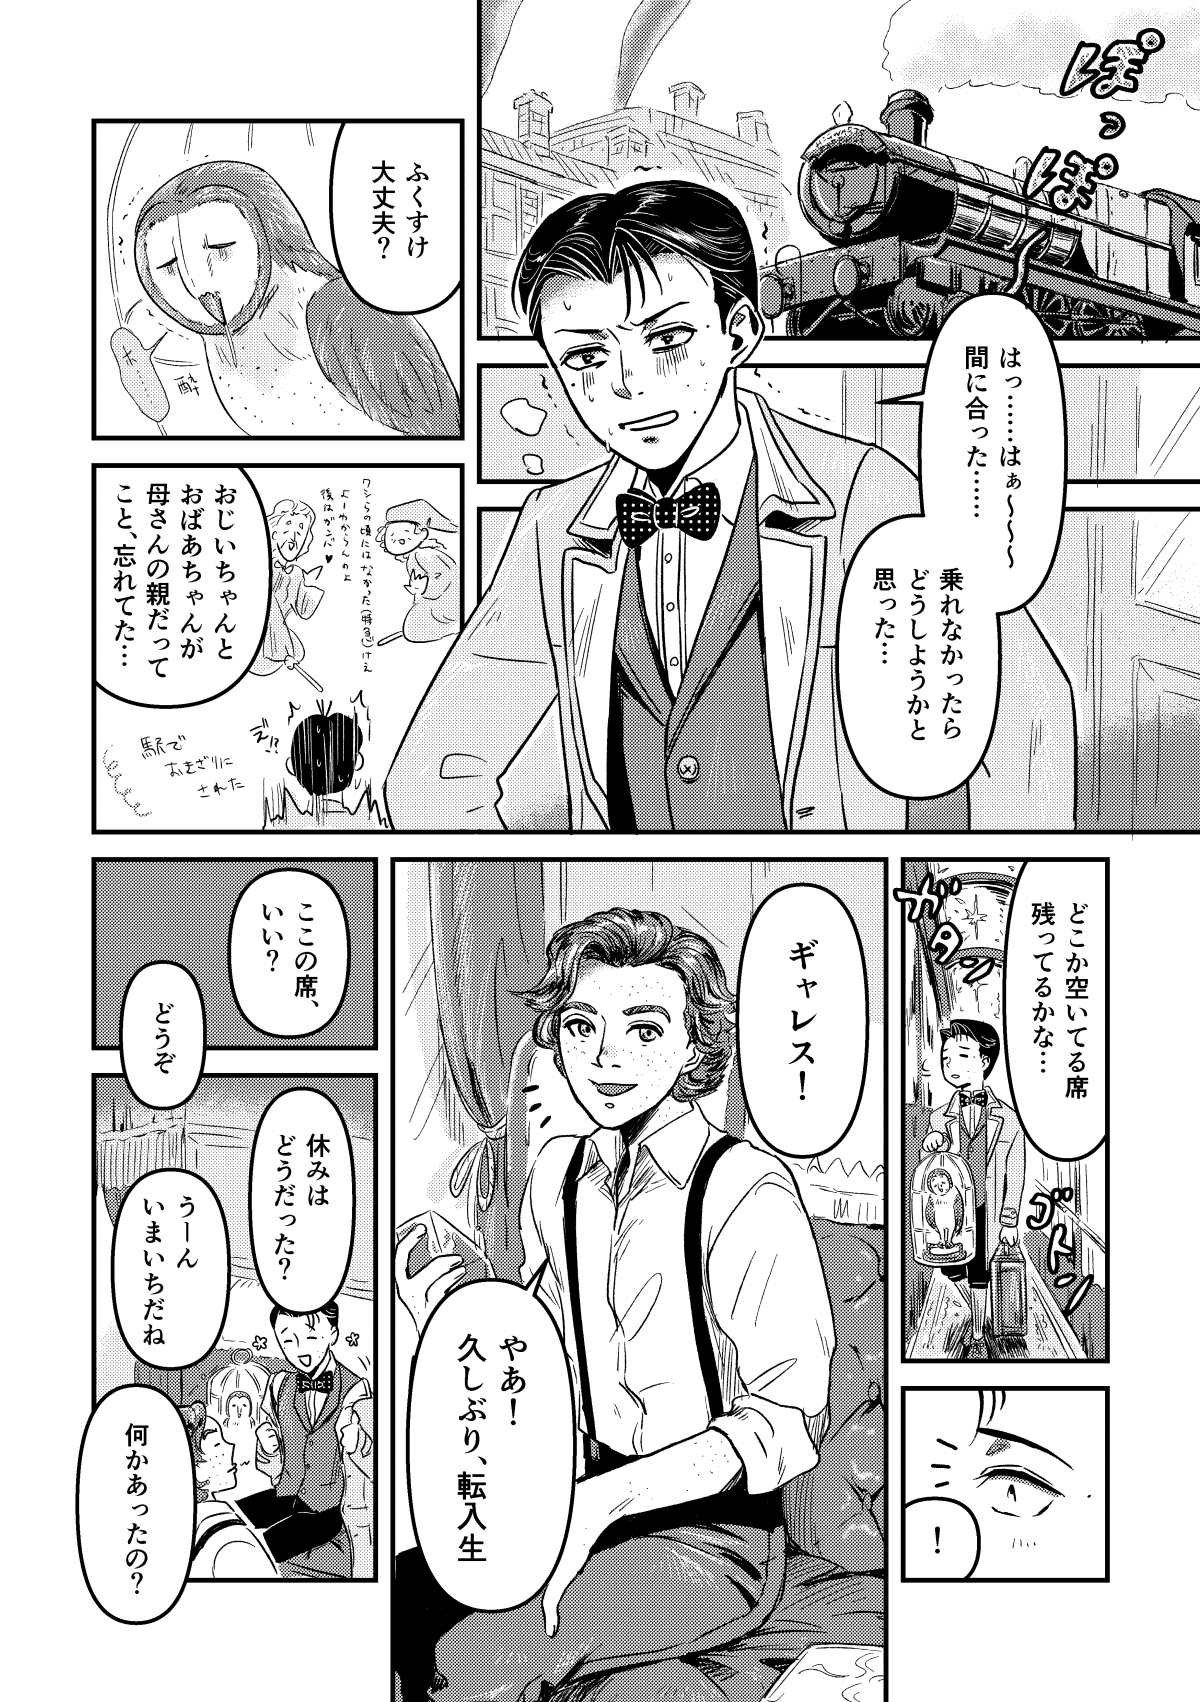 ぽっぽ
はっ……はぁ〜〜〜
間に合った……
乗れなかったら
どうしようかと
思った…
ふくすけ
大丈夫?
ホ
酔
おじいちゃんと
おばあちゃんが
母さんの親だって
こと、忘れてた…
ワシらの頃にはなかった(特急)けえ
よーわからんのよ
後はガンバ♥
え!?
駅で
おきざりに
された
どこか空いてる席
残ってるかな…
ガタン
ゴトン
!
ギャレス!
やあ!
久しぶり、転入生
ここの席、
いい?
どうぞ
休みは
どうだった?
うーん
いまいちだね
何かあったの?